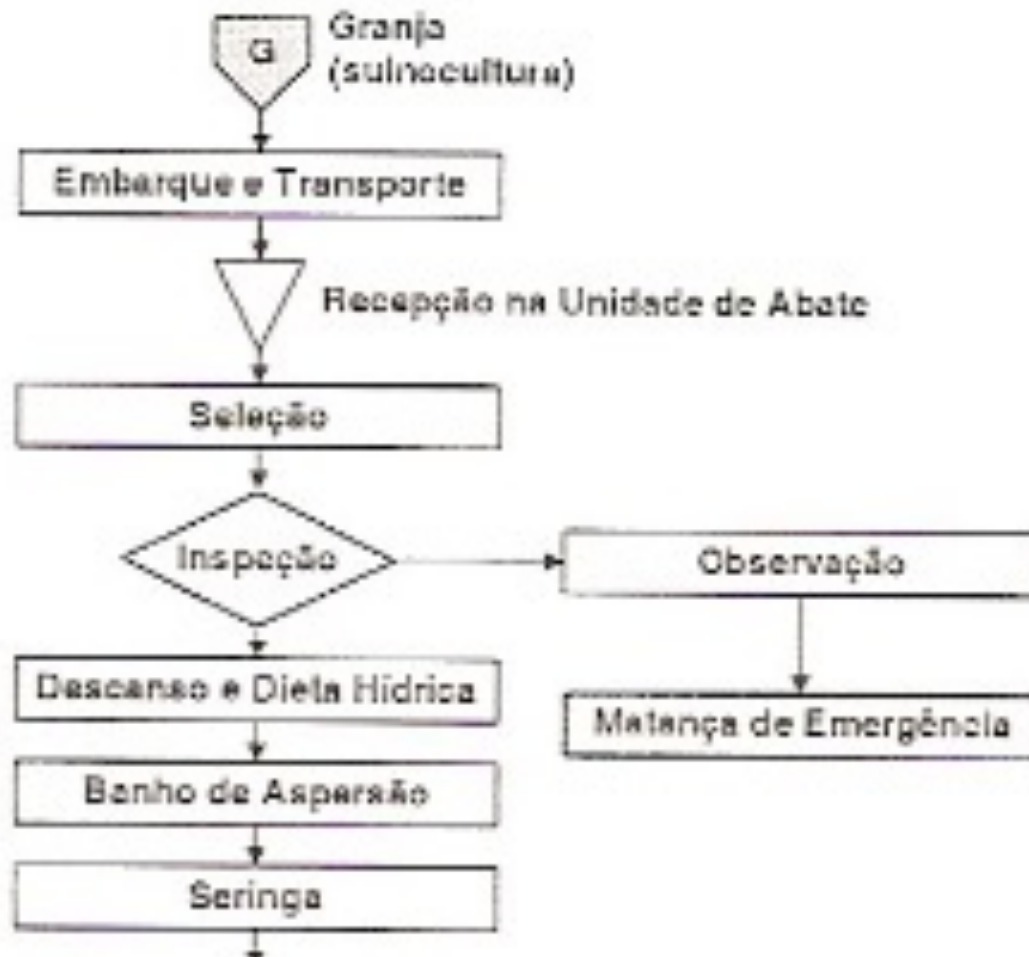 G
Granja
(suinocultura)
Embarque e Transporte
Recepção na Unidade de Abate
Seleção
Inspeção
Observação
Descanso e Dieta Hídrica
Matança de Emergência
Banho de Aspersão
Seringa